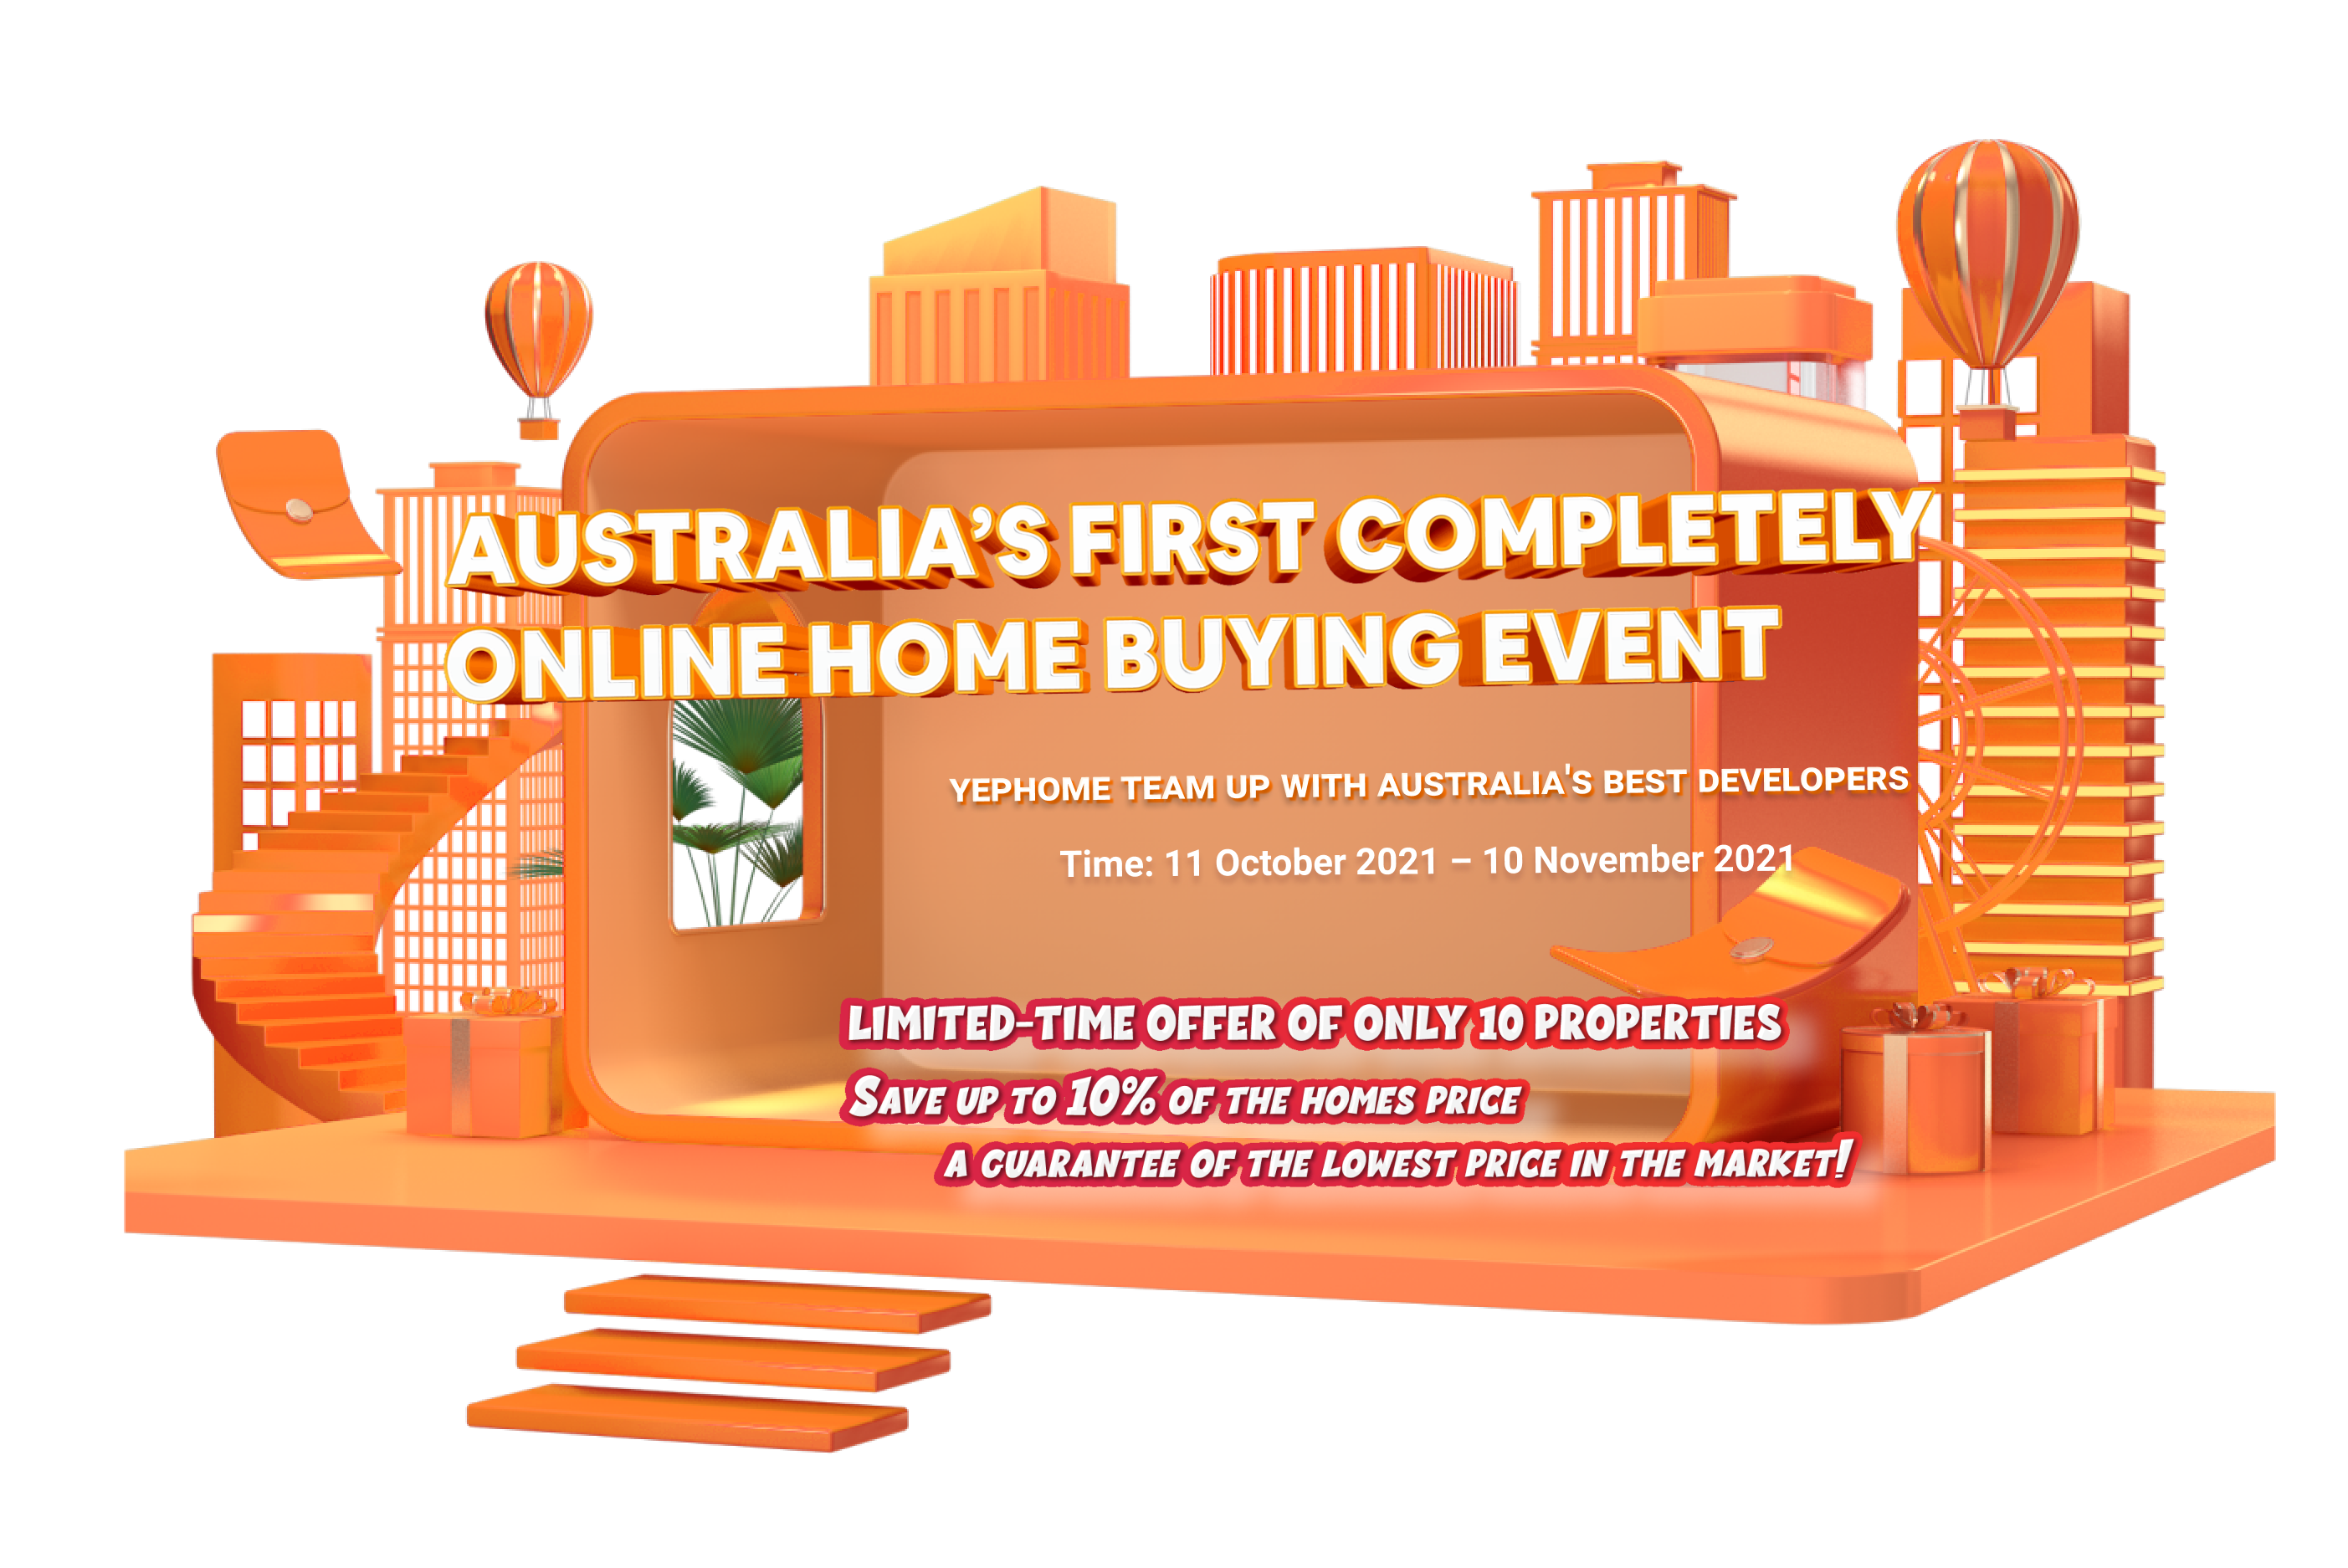 AUSTRALIA’S FIRST COMPLETELY
ONLINE HOME BUYING EVENT
YEPHOME TEAM UP WITH AUSTRALIA'S BEST DEVELOPERS
Time: 11 October 2021 – 10 November 2021
LIMITED-TIME OFFER OF ONLY 10 PROPERTIES
SAVE UP TO 10% OF THE HOMES PRICE
A GUARANTEE OF THE LOWEST PRICE IN THE MARKET!